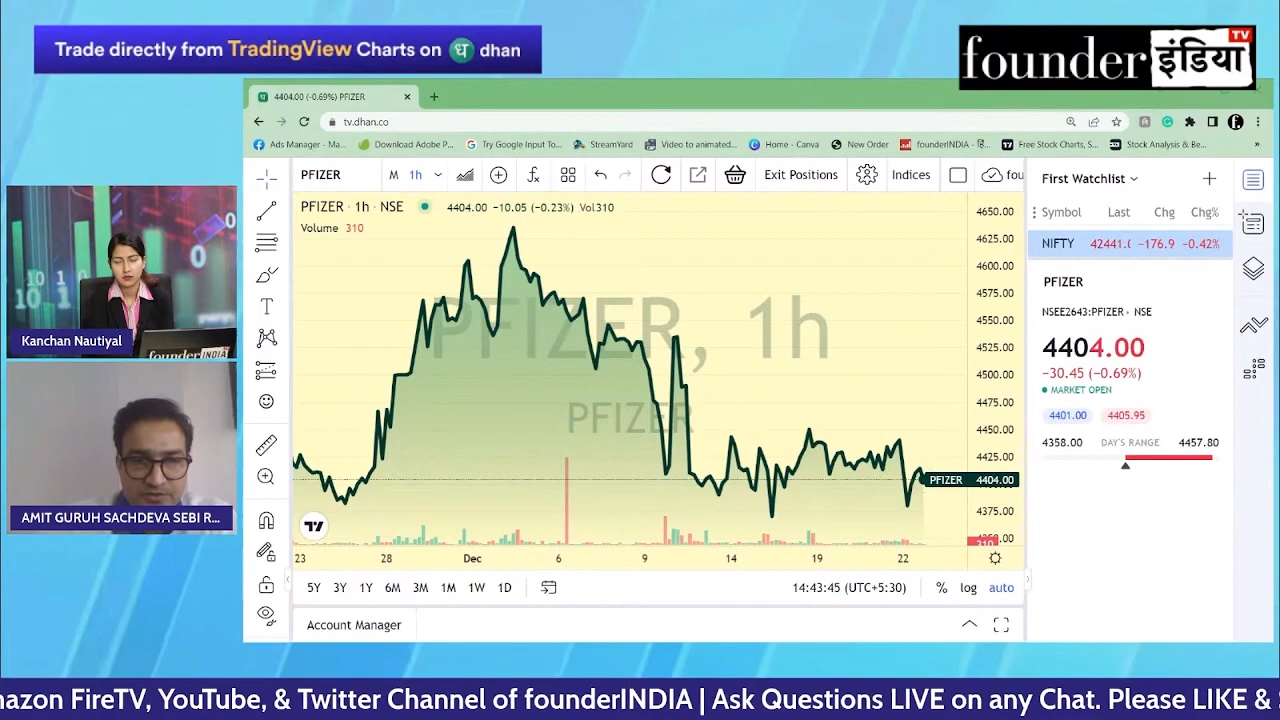 Trade directly from TradingView Charts on ध dhan
founder इंडिया TV
4404.00 (-0.69%) PFIZER
tv.dhan.co
Ads Manager - Ma...
Download Adobe P...
Try Google Input To...
StreamYard
Video to animated...
Home - Canva
New Order
founderINDIA - हि...
Free Stock Charts, S...
Stock Analysis & Be...
PFIZER
M 1h
Exit Positions
Indices
fou
PFIZER · 1h · NSE 4404.00 −10.05 (−0.23%) Vol310
Volume 310
PFIZER, 1h
PFIZER
4650.00
4625.00
4600.00
4575.00
4550.00
4525.00
4500.00
4475.00
4450.00
4425.00
PFIZER 4404.00
4375.00
310
23 28 Dec 6 9 14 19 22
5Y 3Y 1Y 6M 3M 1M 1W 1D
14:43:45 (UTC+5:30)
% log auto
Account Manager
First Watchlist
Symbol Last Chg Chg%
NIFTY 42441.( −176.9 −0.42%
PFIZER
NSEE2643:PFIZER · NSE
4404.00
−30.45 (−0.69%)
MARKET OPEN
4401.00 4405.95
4358.00 DAY'S RANGE 4457.80
Kanchan Nautiyal
founderINDIA
AMIT GURUH SACHDEVA SEBI R...
nazon FireTV, YouTube, & Twitter Channel of founderINDIA | Ask Questions LIVE on any Chat. Please LIKE &